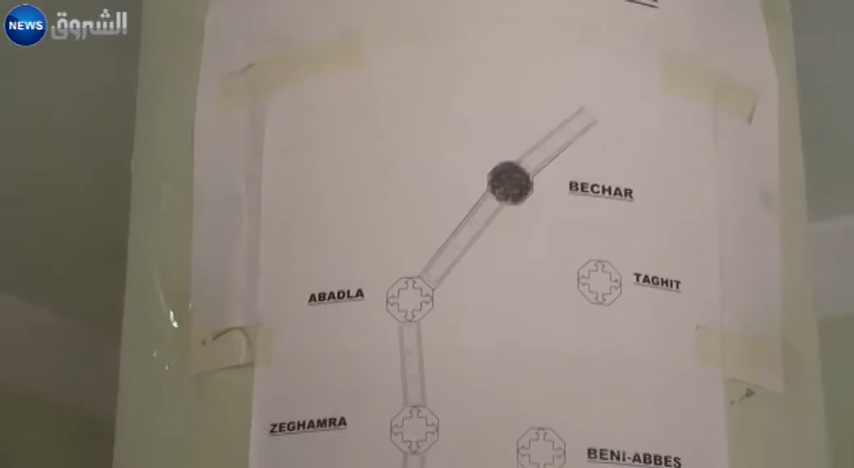 NEWS الشروق
BECHAR
TAGHIT
ABADLA
ZEGHAMRA
BENI-ABBES